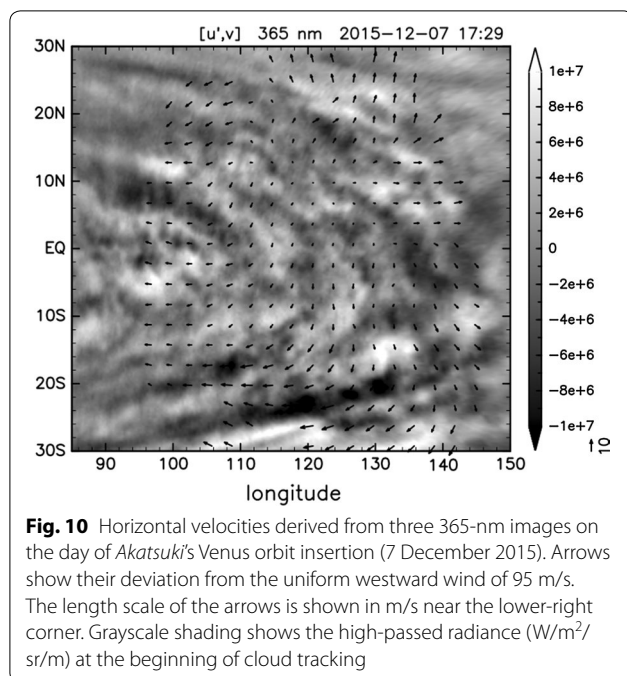 [u',v] 365 nm 2015-12-07 17:29
30N
20N
10N
EQ
10S
20S
30S
90 100 110 120 130 140 150
longitude
1e+7
8e+6
6e+6
4e+6
2e+6
0
−2e+6
−4e+6
−6e+6
−8e+6
−1e+7
10
Fig. 10 Horizontal velocities derived from three 365-nm images on
the day of Akatsuki's Venus orbit insertion (7 December 2015). Arrows
show their deviation from the uniform westward wind of 95 m/s.
The length scale of the arrows is shown in m/s near the lower-right
corner. Grayscale shading shows the high-passed radiance (W/m²/
sr/m) at the beginning of cloud tracking